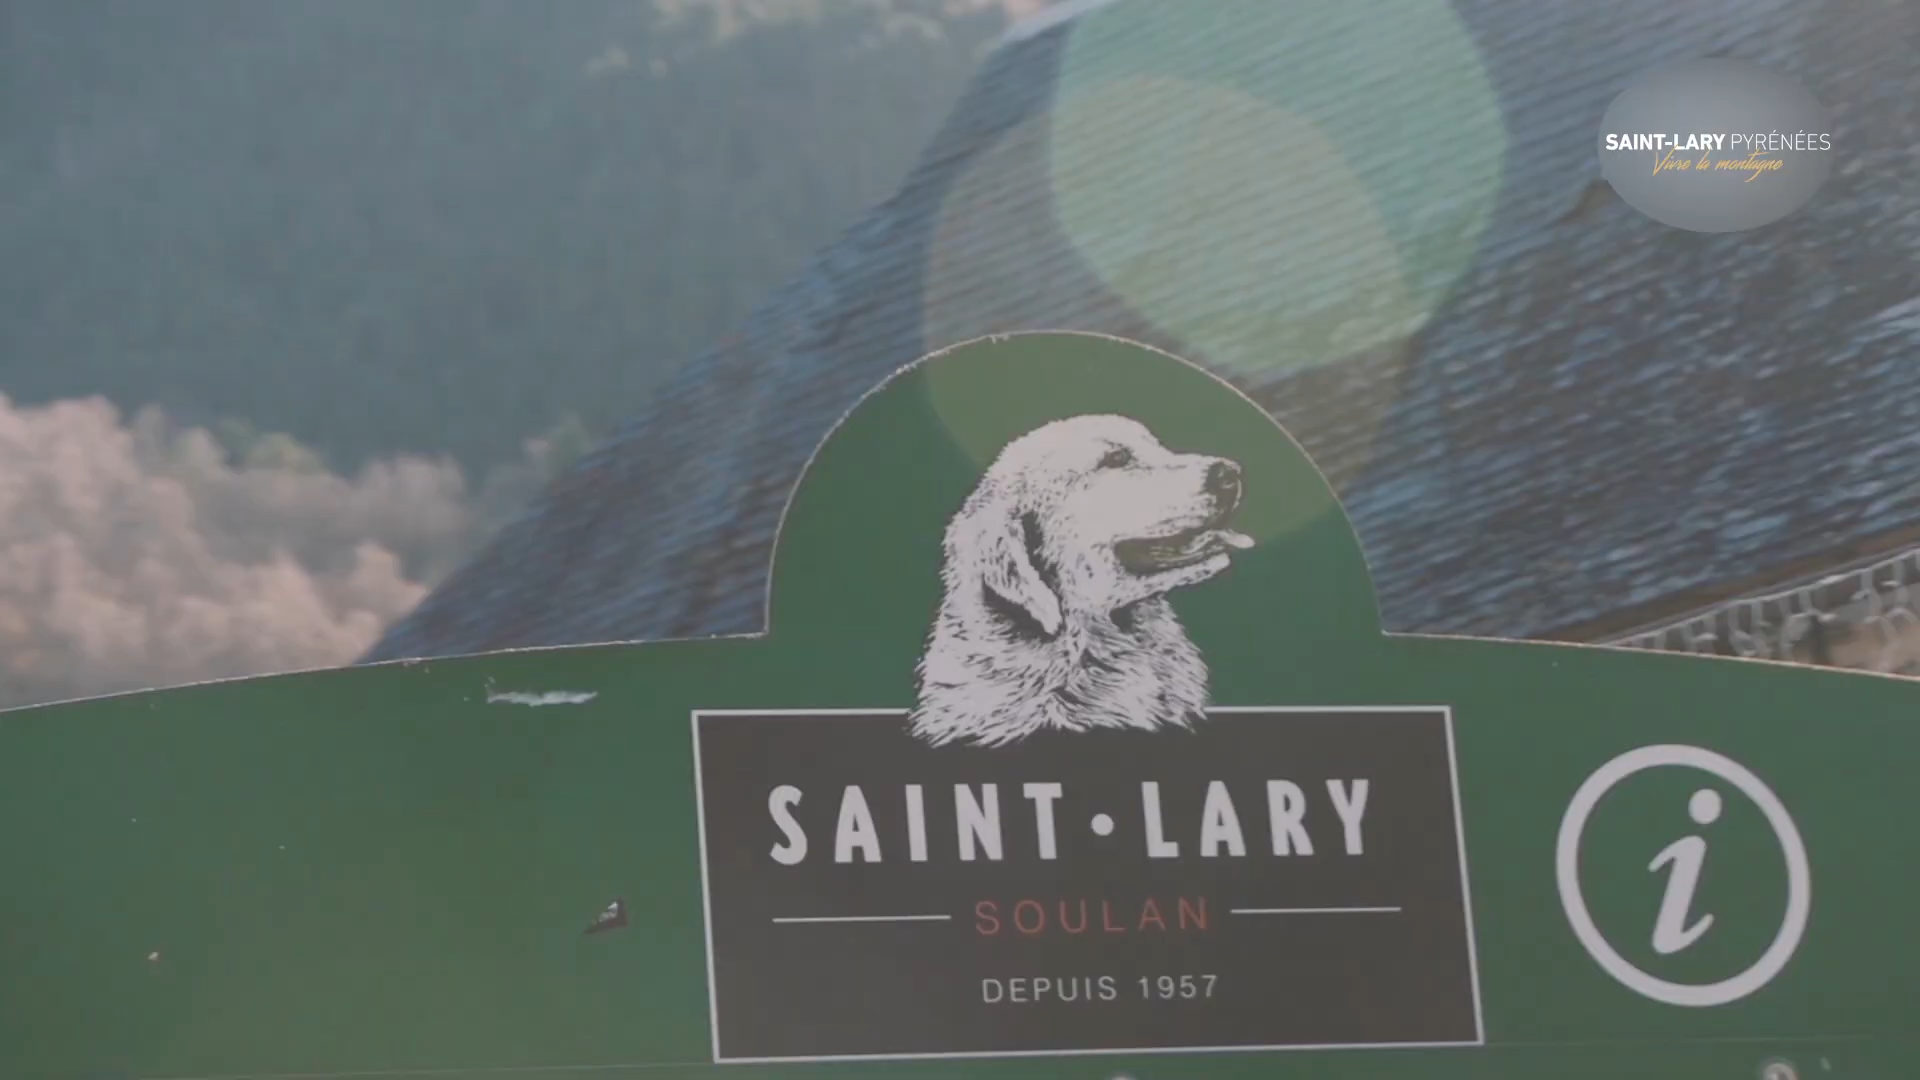 SAINT-LARY PYRÉNÉES
Vivre la montagne
SAINT•LARY
SOULAN
DEPUIS 1957
i